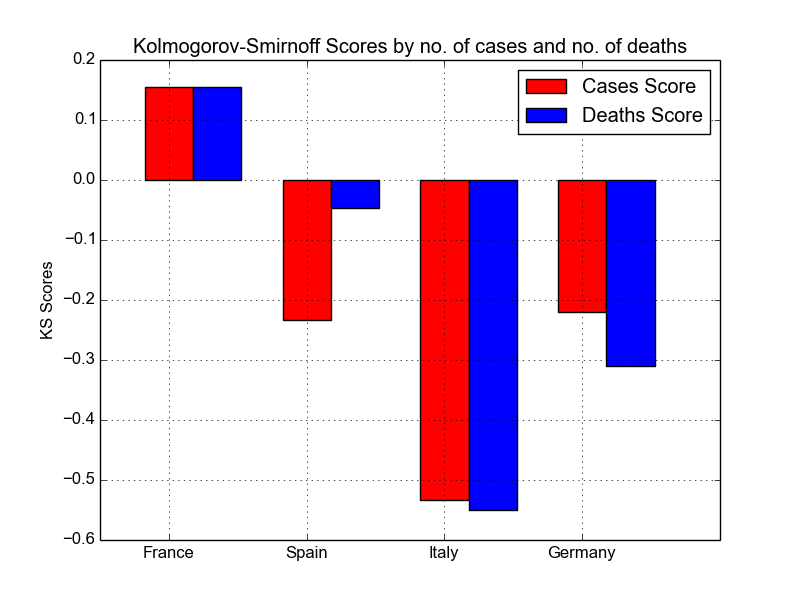 Kolmogorov-Smirnoff Scores by no. of cases and no. of deaths
Cases Score
Deaths Score
KS Scores
0.2
0.1
0.0
−0.1
−0.2
−0.3
−0.4
−0.5
−0.6
France
Spain
Italy
Germany